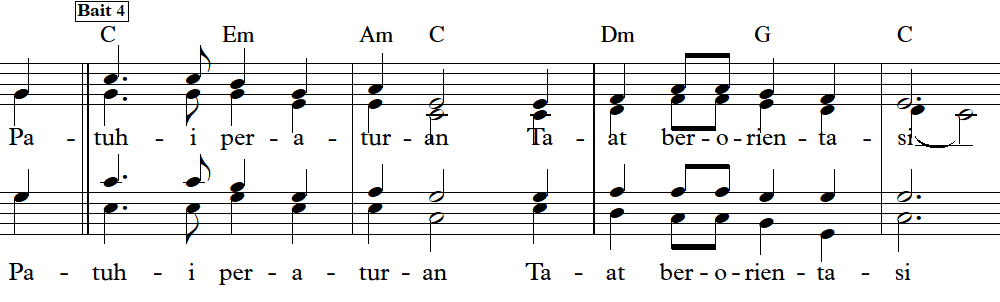 Bait 4
C Em Am C Dm G C
Pa - tuh - i per - a - tur - an Ta - at ber - o - rien - ta - si
Pa - tuh - i per - a - tur - an Ta - at ber - o - rien - ta - si